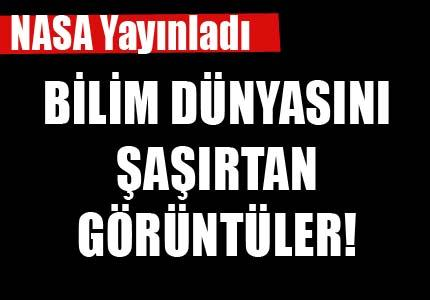 NASA Yayınladı
BİLİM DÜNYASINI
ŞAŞIRTAN
GÖRÜNTÜLER!